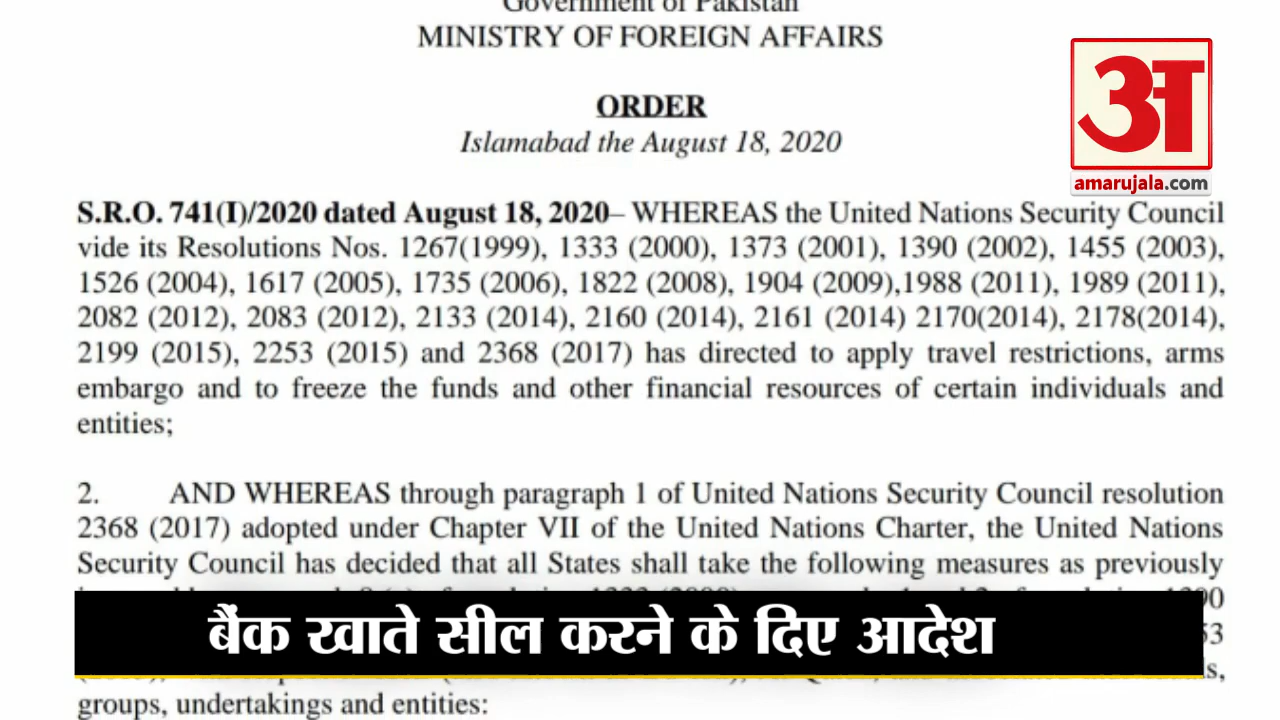 Government of Pakistan
MINISTRY OF FOREIGN AFFAIRS
ORDER
Islamabad the August 18, 2020
अ
amarujala.com
S.R.O. 741(I)/2020 dated August 18, 2020– WHEREAS the United Nations Security Council
vide its Resolutions Nos. 1267(1999), 1333 (2000), 1373 (2001), 1390 (2002), 1455 (2003),
1526 (2004), 1617 (2005), 1735 (2006), 1822 (2008), 1904 (2009),1988 (2011), 1989 (2011),
2082 (2012), 2083 (2012), 2133 (2014), 2160 (2014), 2161 (2014) 2170(2014), 2178(2014),
2199 (2015), 2253 (2015) and 2368 (2017) has directed to apply travel restrictions, arms
embargo and to freeze the funds and other financial resources of certain individuals and
entities;
2. AND WHEREAS through paragraph 1 of United Nations Security Council resolution
2368 (2017) adopted under Chapter VII of the United Nations Charter, the United Nations
Security Council has decided that all States shall take the following measures as previously
बैंक खाते सील करने के दिए आदेश
groups, undertakings and entities: